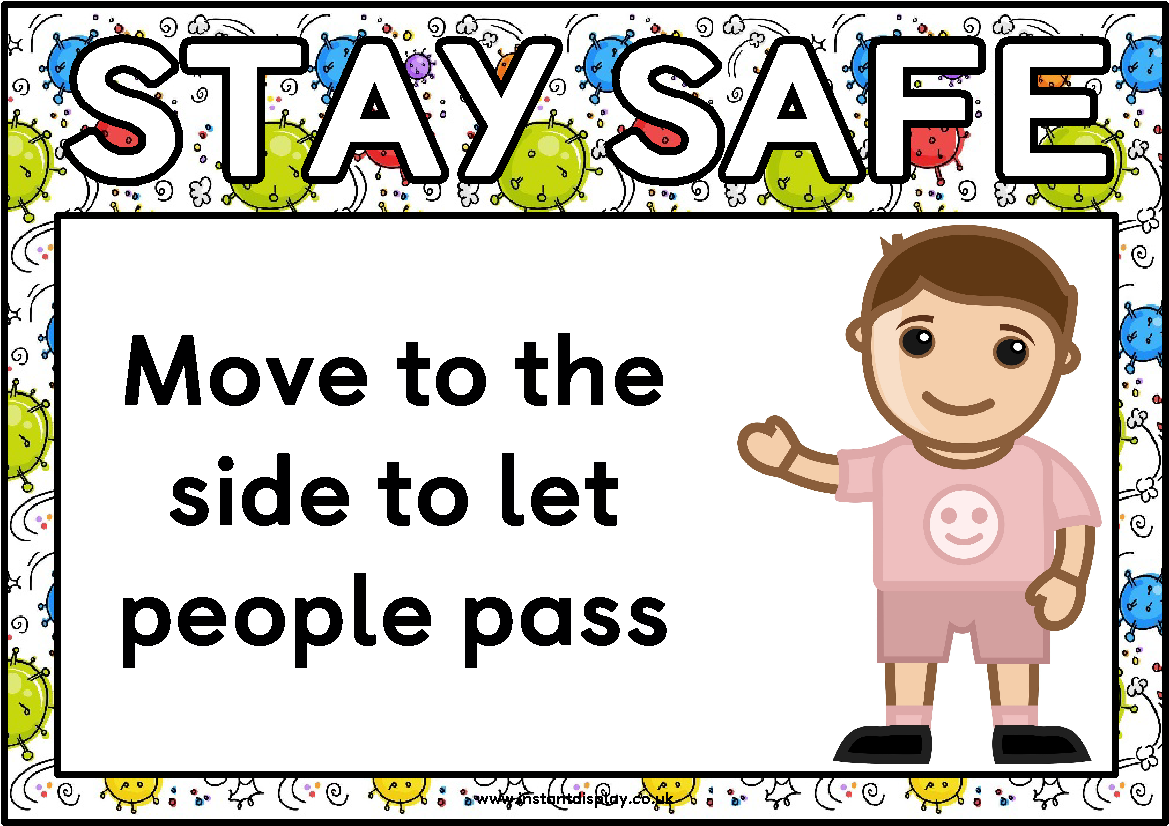 STAY SAFE
Move to the
side to let
people pass
www.instantdisplay.co.uk